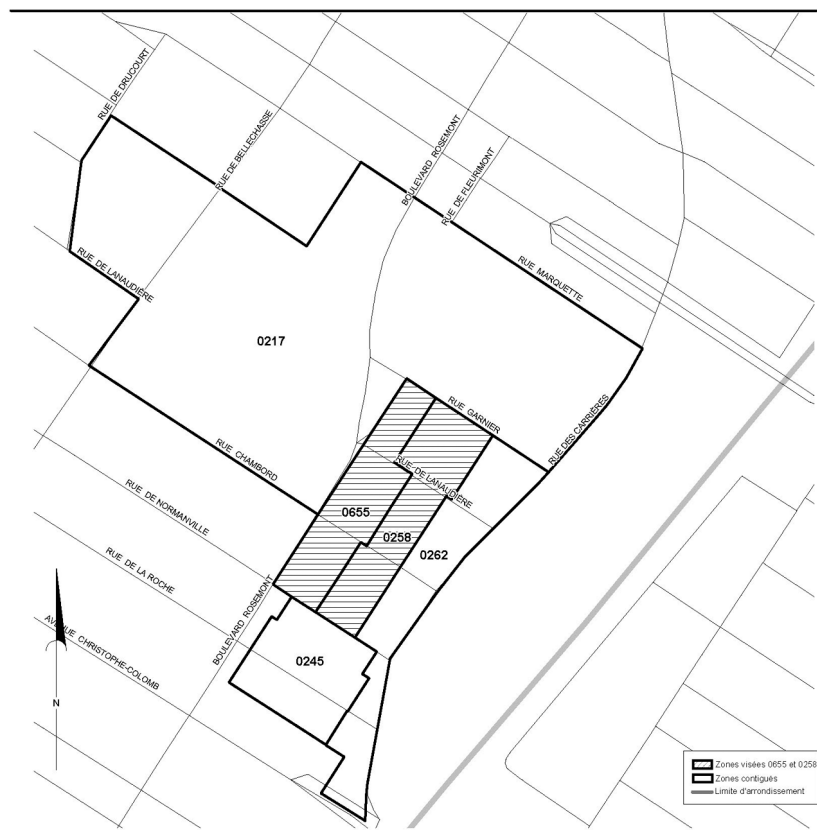 RUE DE DRUCOURT
RUE DE BELLECHASSE
BOULEVARD ROSEMONT
RUE DE FLEURIMONT
RUE DE LANAUDIÈRE
RUE MARQUETTE
0217
RUE GARNIER
RUE DES CARRIÈRES
RUE CHAMBORD
RUE DE LANAUDIÈRE
RUE DE NORMANVILLE
0655
0258
0262
RUE DE LA ROCHE
BOULEVARD ROSEMONT
AVENUE CHRISTOPHE-COLOMB
0245
N
Zones visées 0655 et 0258
Zones contiguës
Limite d'arrondissement